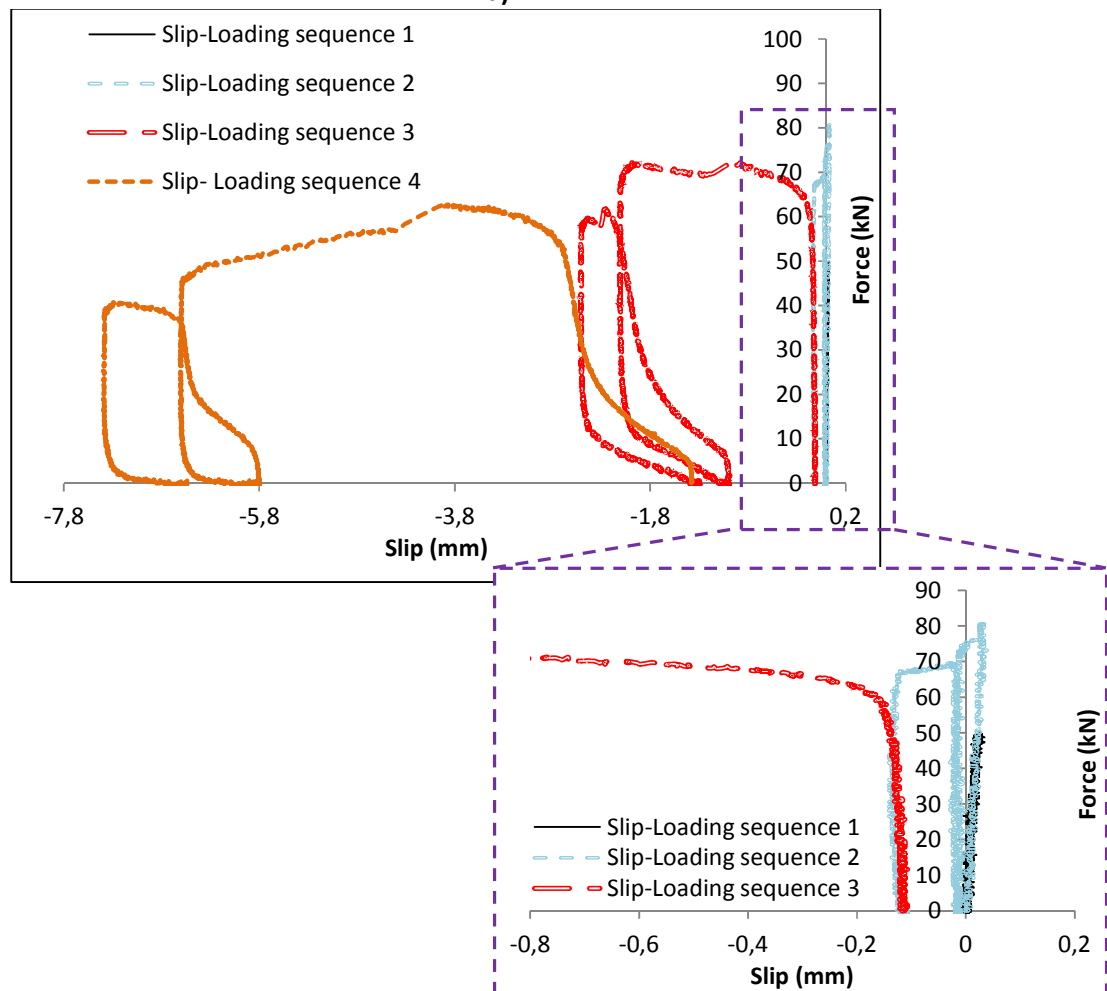 Slip-Loading sequence 1
Slip-Loading sequence 2
Slip-Loading sequence 3
Slip- Loading sequence 4
100
90
80
70
60
50
40
30
20
10
0
Force (kN)
-7,8 -5,8 -3,8 -1,8 0,2
Slip (mm)
90
80
70
60
50
40
30
20
10
0
Force (kN)
Slip-Loading sequence 1
Slip-Loading sequence 2
Slip-Loading sequence 3
-0,8 -0,6 -0,4 -0,2 0 0,2
Slip (mm)